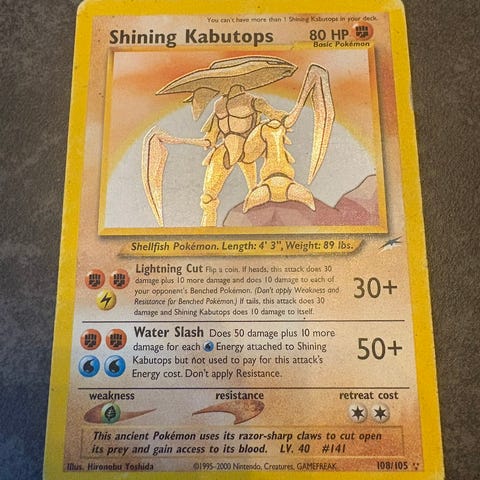 You can't have more than 1 Shining Kabutops in your deck.
Shining Kabutops 80 HP
Basic Pokémon
Shellfish Pokémon. Length: 4' 3", Weight: 89 lbs.
Lightning Cut Flip a coin. If heads, this attack does 30
damage plus 10 more damage and does 10 damage to each of
your opponent's Benched Pokémon. (Don't apply Weakness and
Resistance for Benched Pokémon.) If tails, this attack does 30
damage and Shining Kabutops does 10 damage to itself.
30+
Water Slash Does 50 damage plus 10 more
damage for each Energy attached to Shining
Kabutops but not used to pay for this attack's
Energy cost. Don't apply Resistance.
50+
weakness resistance retreat cost
This ancient Pokémon uses its razor-sharp claws to cut open
its prey and gain access to its blood. LV. 40 #141
Illus. Hironobu Yoshida ©1995-2000 Nintendo, Creatures, GAMEFREAK. 108/105